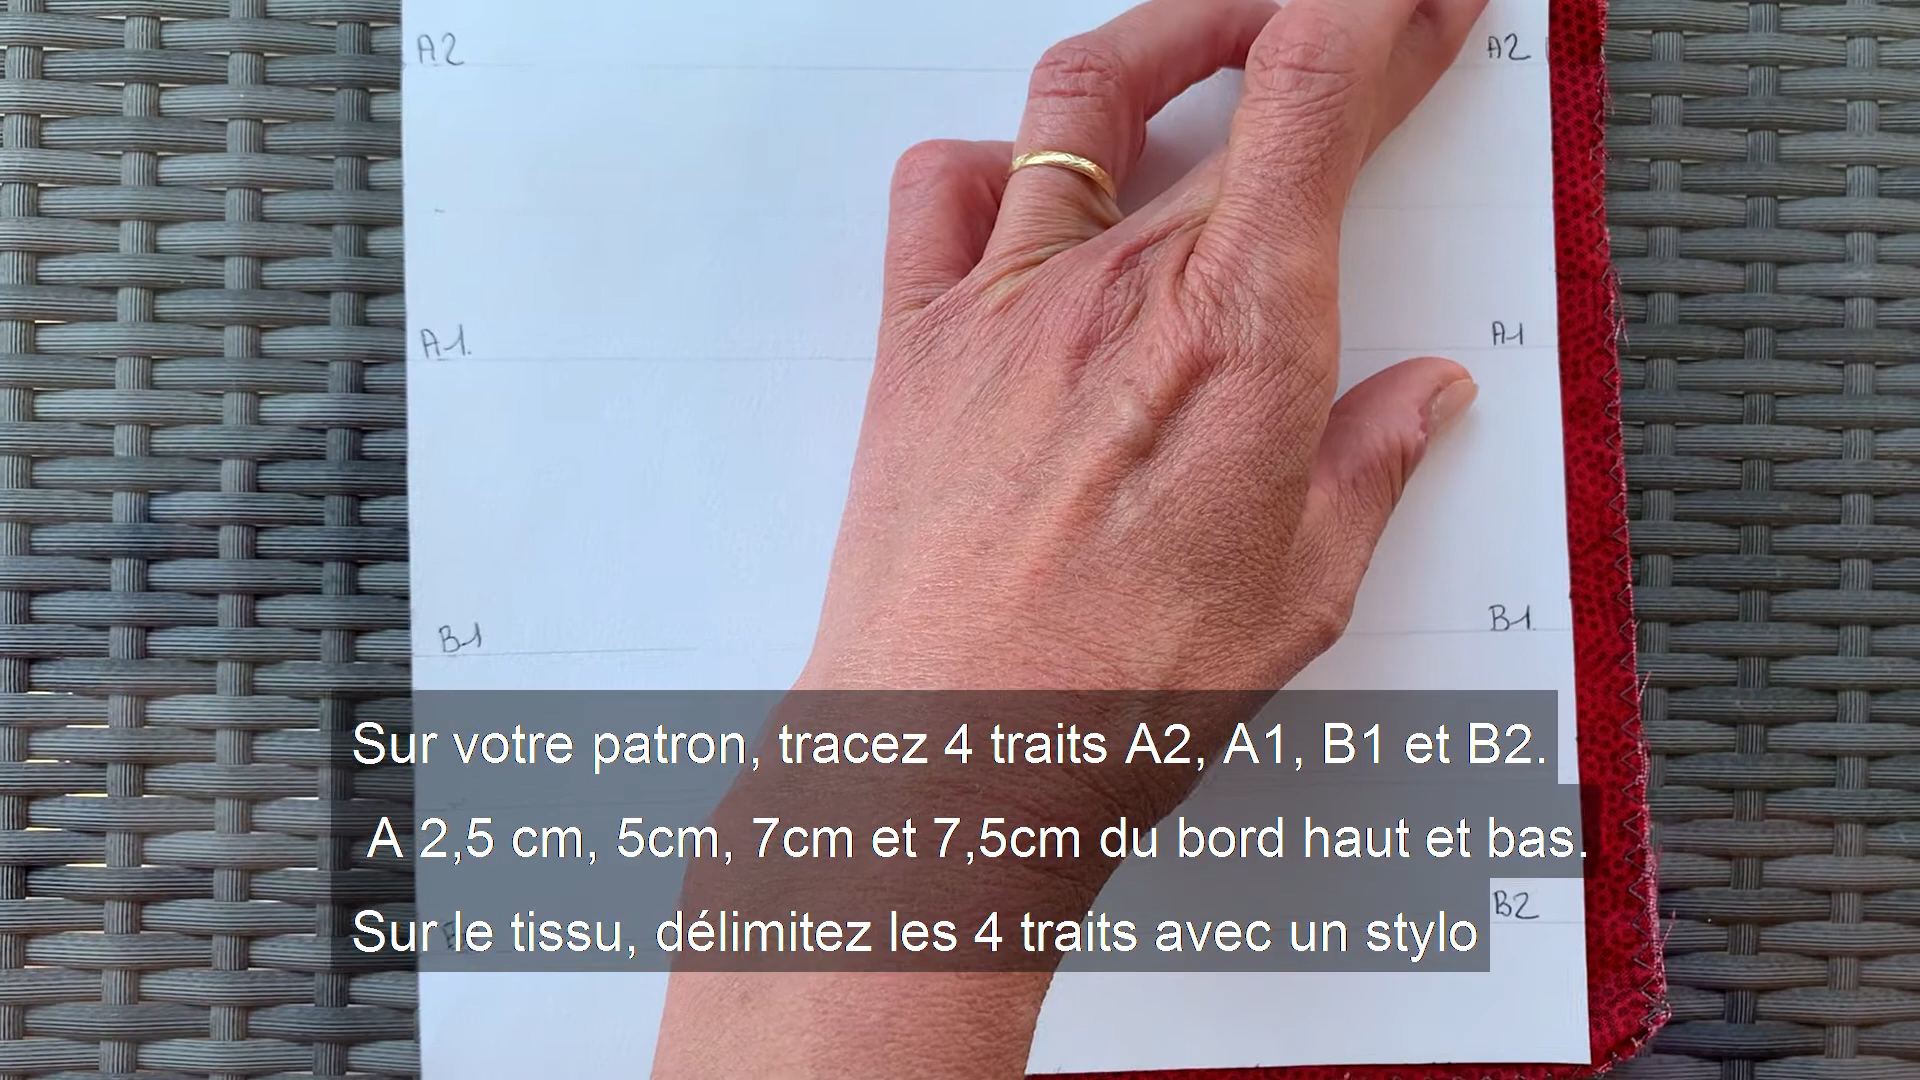 A2 A2
A1 A1
B1 B1
Sur votre patron, tracez 4 traits A2, A1, B1 et B2.
A 2,5 cm, 5cm, 7cm et 7,5cm du bord haut et bas.
B2
Sur le tissu, délimitez les 4 traits avec un stylo